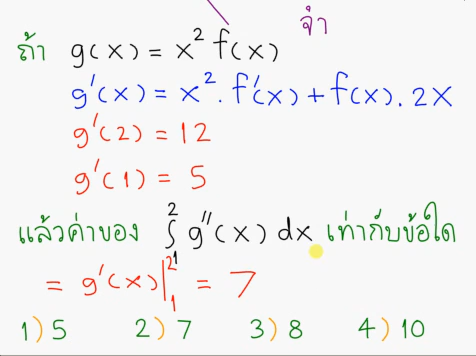 จำ
ถ้า g(x) = x² f(x)
g′(x) = x² · f′(x) + f(x) · 2x
g′(2) = 12
g′(1) = 5
แล้วค่าของ ∫₁² g″(x) dx เท่ากับข้อใด
= g′(x)|₁² = 7
1) 5 2) 7 3) 8 4) 10